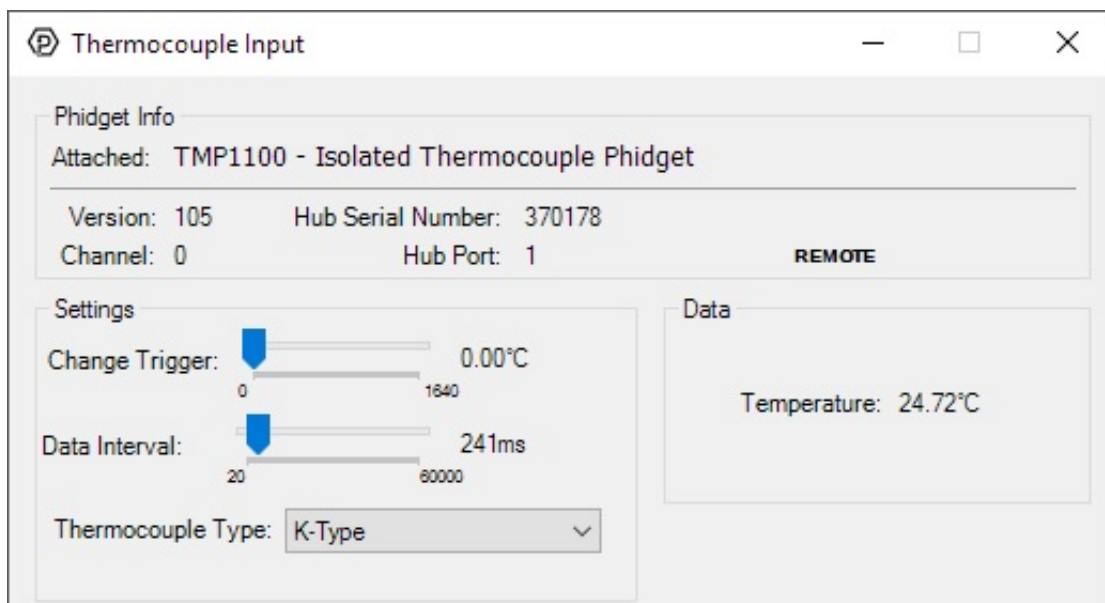 Thermocouple Input
Phidget Info
Attached: TMP1100 - Isolated Thermocouple Phidget
Version: 105 Hub Serial Number: 370178
Channel: 0 Hub Port: 1 REMOTE
Settings
Change Trigger: 0.00°C
0 1640
Data Interval: 241ms
20 60000
Thermocouple Type: K-Type
Data
Temperature: 24.72°C